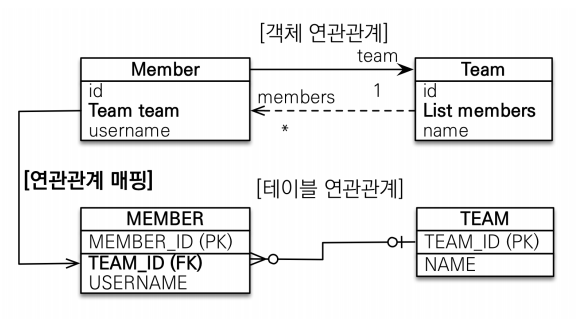 [객체 연관관계]
team
Member
Team
id
Team team
username
members
1
*
id
List members
name
[연관관계 매핑]
[테이블 연관관계]
MEMBER
MEMBER_ID (PK)
TEAM_ID (FK)
USERNAME
TEAM
TEAM_ID (PK)
NAME